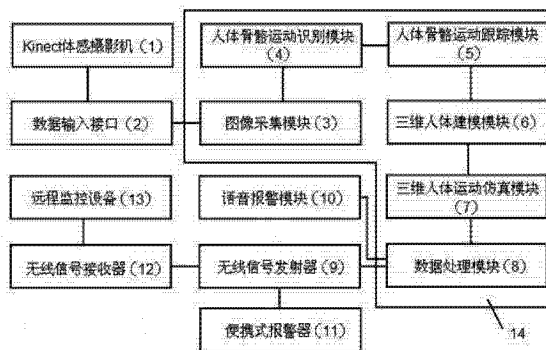 Kinect体感摄影机(1)
人体骨骼运动识别模块
(4)
人体骨骼运动跟踪模块
(5)
数据输入接口(2)
图像采集模块(3)
三维人体建模模块(6)
远程监控设备(13)
语音报警模块(10)
三维人体运动仿真模块
(7)
无线信号接收器(12)
无线信号发射器(9)
数据处理模块(8)
便携式报警器(11)
14